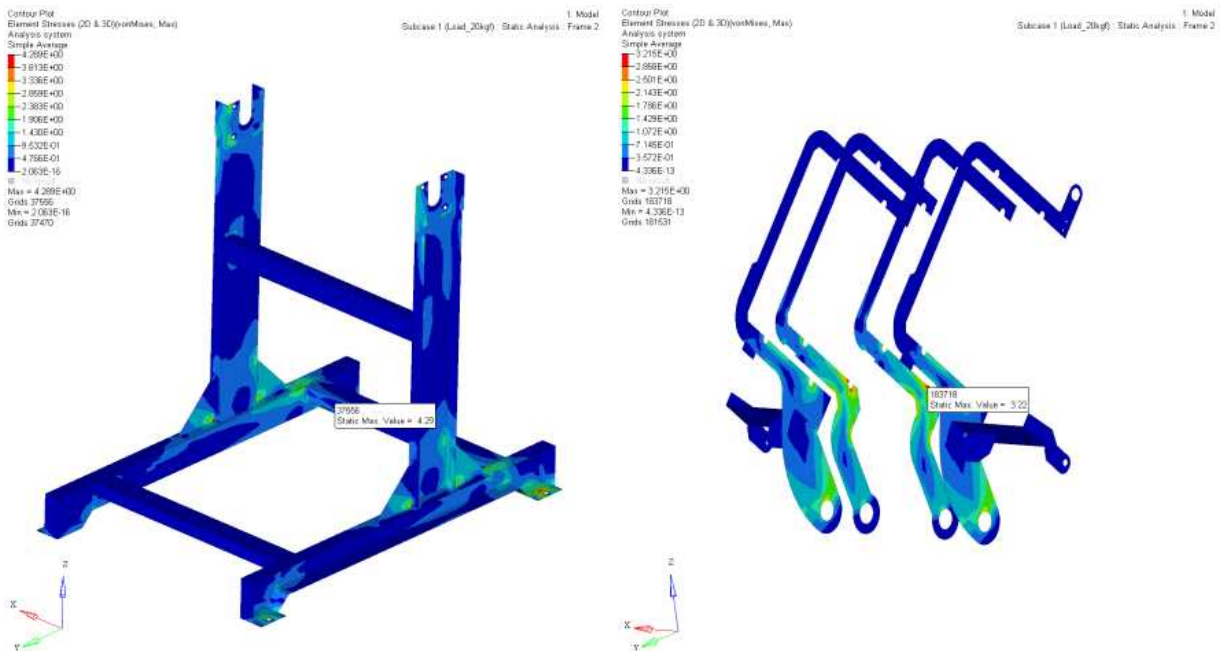 Contour Plot
Element Stresses (2D & 3D)(vonMises, Max)
Analysis system
Simple Average
4.289E+00
3.813E+00
3.336E+00
2.859E+00
2.383E+00
1.906E+00
1.430E+00
9.532E-01
4.766E-01
2.063E-16
Max = 4.289E+00
Grids 37556
Min = 2.063E-16
Grids 37470
1: Model
Subcase 1 (Load_20kgf) : Static Analysis : Frame 2
Static Max. Value = 4.29
Z
X
Y
Contour Plot
Element Stresses (2D & 3D)(vonMises, Max)
Analysis system
Simple Average
3.215E+00
2.858E+00
2.501E+00
2.143E+00
1.786E+00
1.429E+00
1.072E+00
7.145E-01
3.572E-01
4.336E-13
Max = 3.215E+00
Grids 183718
Min = 4.336E-13
Grids 181531
1: Model
Subcase 1 (Load_20kgf) : Static Analysis : Frame 2
183718
Static Max. Value = 3.22
Z
X
Y